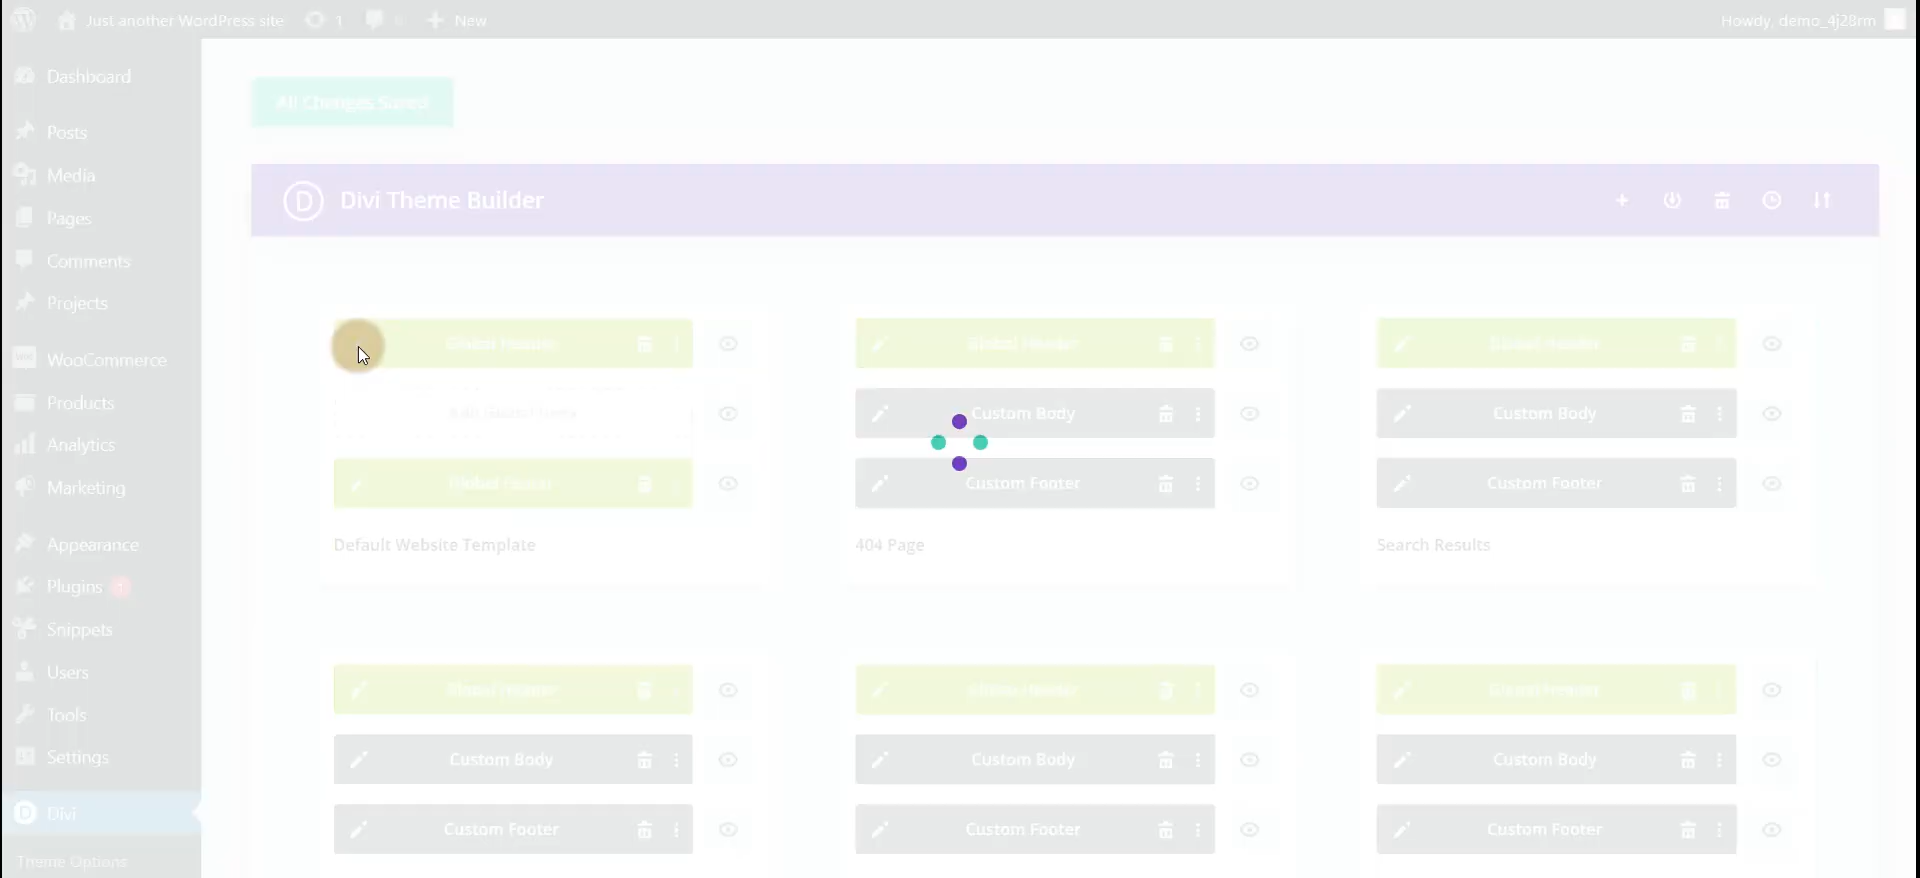 Just another WordPress site 1 0 New
Howdy, demo_4j28rm
Dashboard
Posts
Media
Pages
Comments
Projects
WooCommerce
Products
Analytics
Marketing
Appearance
Plugins 1
Snippets
Users
Tools
Settings
Divi
Theme Options
All Changes Saved
Divi Theme Builder
Global Header
Global Header
Global Header
Custom Body
Custom Body
Custom Footer
Custom Footer
Default Website Template
404 Page
Search Results
Global Header
Global Header
Global Header
Custom Body
Custom Body
Custom Body
Custom Footer
Custom Footer
Custom Footer